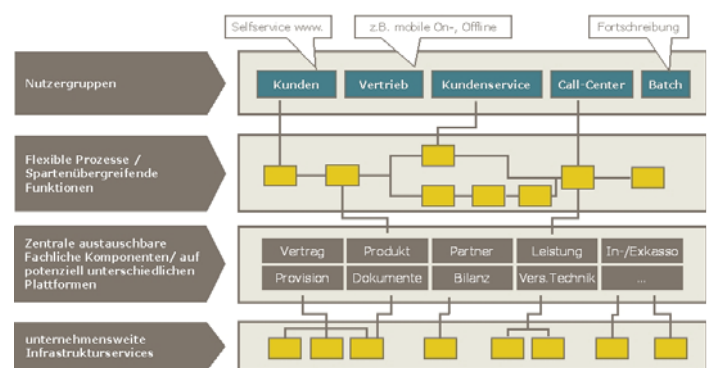 Selfservice www.
z.B. mobile On-, Offline
Fortschreibung
Nutzergruppen
Kunden
Vertrieb
Kundenservice
Call-Center
Batch
Flexible Prozesse /
Spartenübergreifende
Funktionen
Zentrale austauschbare
Fachliche Komponenten/ auf
potenziell unterschiedlichen
Plattformen
Vertrag
Produkt
Partner
Leistung
In-/Exkasso
Provision
Dokumente
Bilanz
Vers.Technik
...
unternehmensweite
Infrastrukturservices